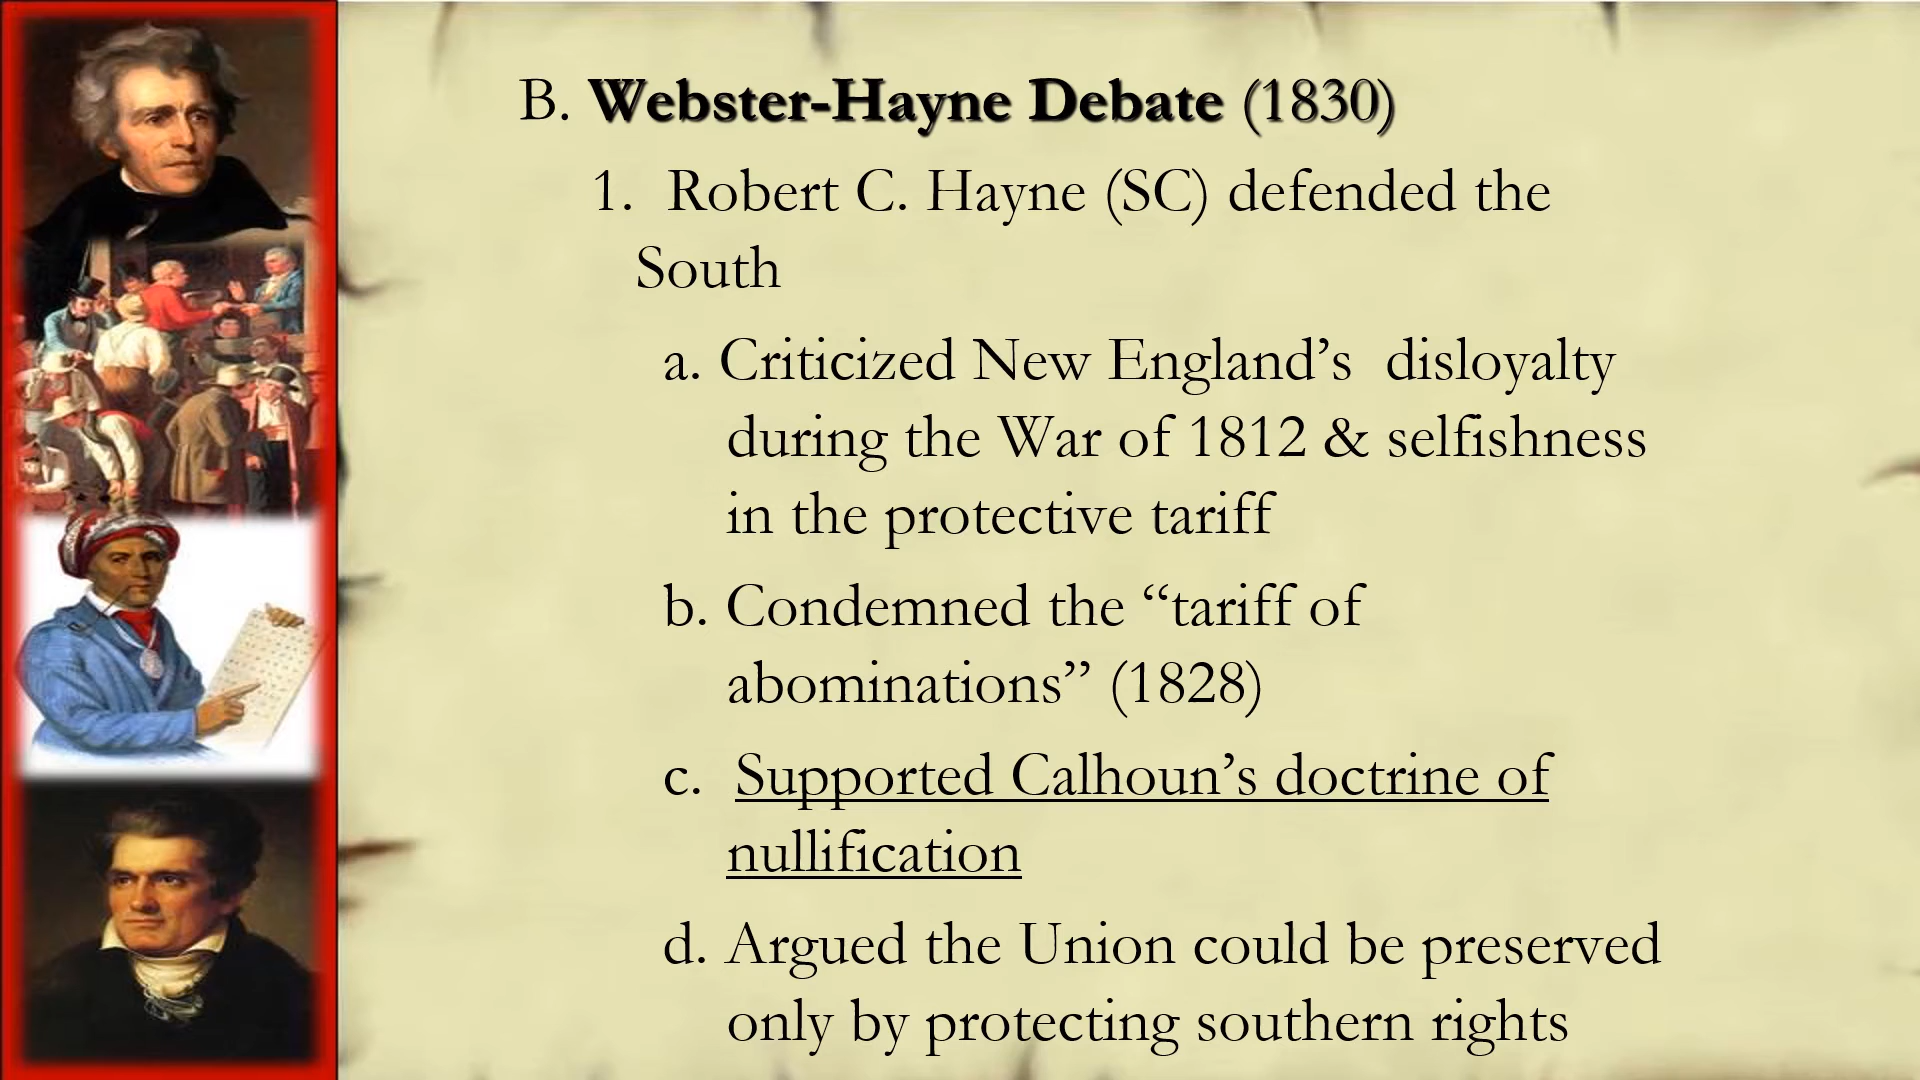 B. Webster-Hayne Debate (1830)
1. Robert C. Hayne (SC) defended the
South
a. Criticized New England’s disloyalty
during the War of 1812 & selfishness
in the protective tariff
b. Condemned the “tariff of
abominations” (1828)
c. Supported Calhoun’s doctrine of
nullification
d. Argued the Union could be preserved
only by protecting southern rights